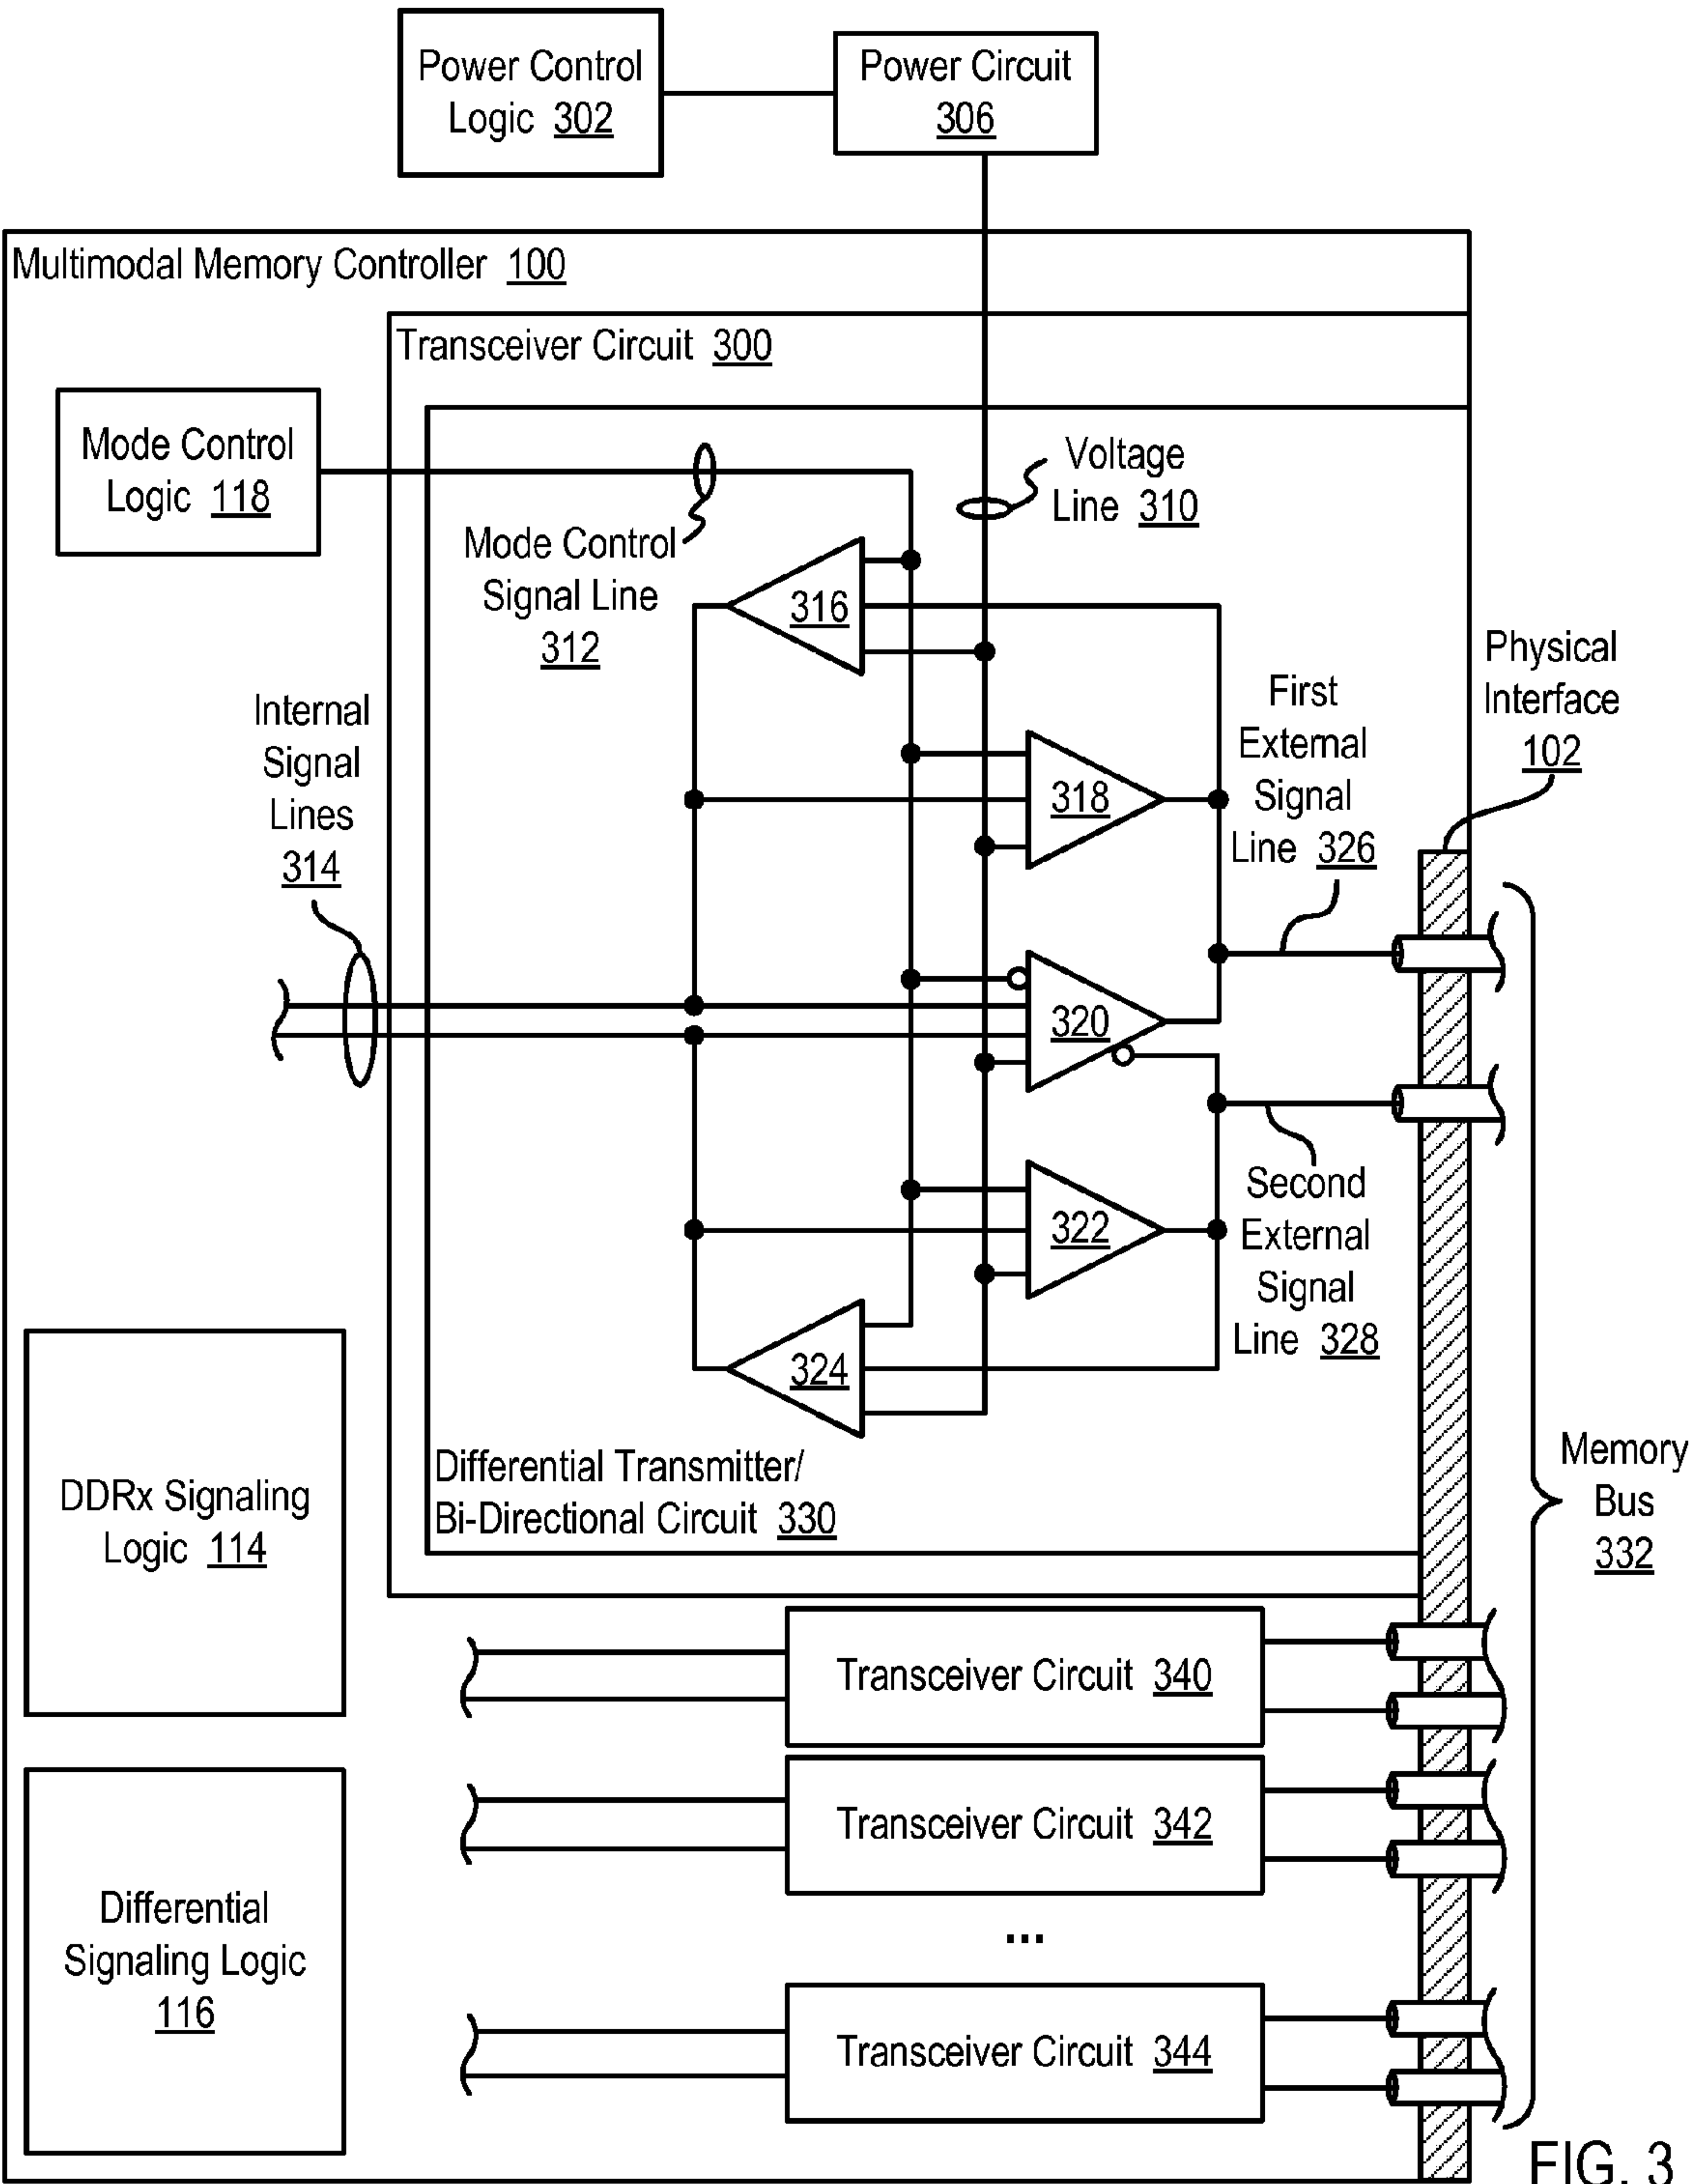 Power Control
Logic 302
Power Circuit
306
Multimodal Memory Controller 100
Transceiver Circuit 300
Mode Control
Logic 118
Voltage
Line 310
Mode Control
Signal Line
312
316
Physical
Interface
102
Internal
Signal
Lines
314
First
External
Signal
Line 326
318
320
322
Second
External
Signal
Line 328
324
Differential Transmitter/
Bi-Directional Circuit 330
DDRx Signaling
Logic 114
Memory
Bus
332
Transceiver Circuit 340
Transceiver Circuit 342
Differential
Signaling Logic
116
...
Transceiver Circuit 344
FIG. 3